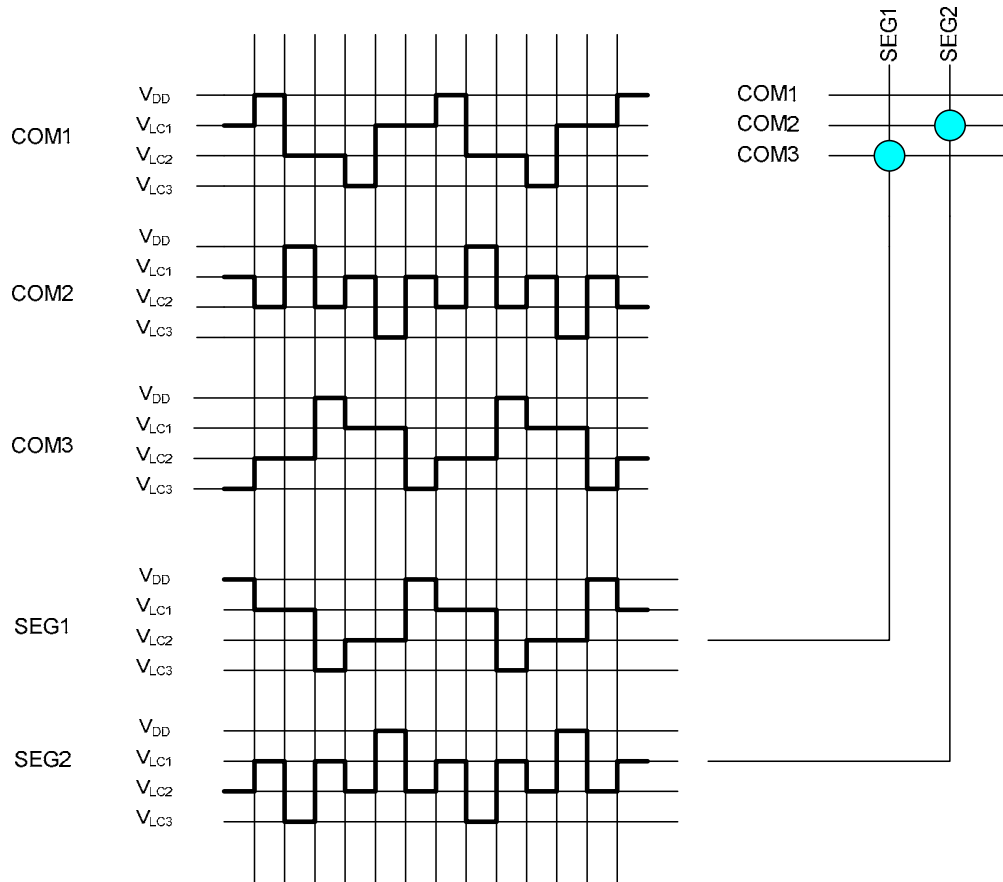 SEG1
SEG2
COM1
COM2
COM3
COM1
VDD
VLC1
VLC2
VLC3
COM2
VDD
VLC1
VLC2
VLC3
COM3
VDD
VLC1
VLC2
VLC3
SEG1
VDD
VLC1
VLC2
VLC3
SEG2
VDD
VLC1
VLC2
VLC3